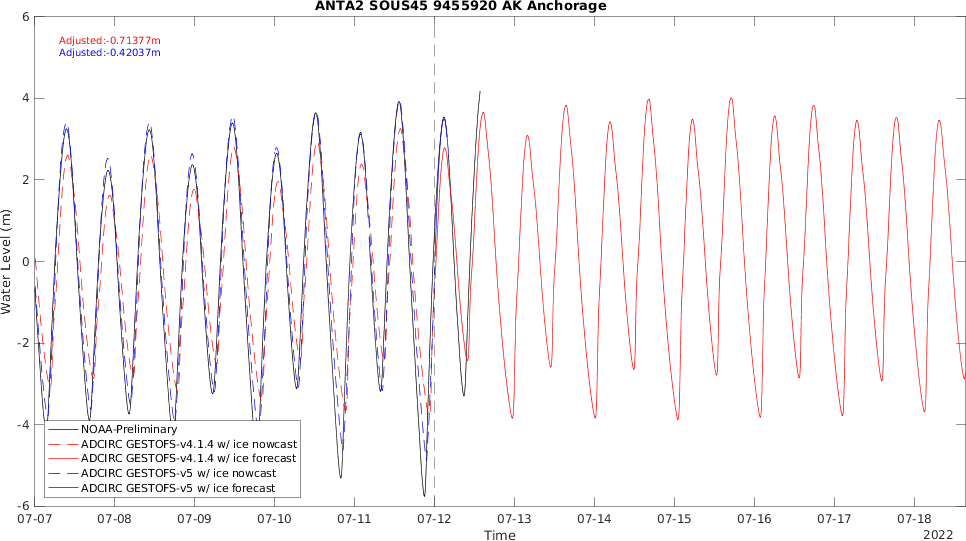 ANTA2 SOUS45 9455920 AK Anchorage
Adjusted:-0.71377m
Adjusted:-0.42037m
6
4
2
0
-2
-4
-6
Water Level (m)
NOAA-Preliminary
ADCIRC GESTOFS-v4.1.4 w/ ice nowcast
ADCIRC GESTOFS-v4.1.4 w/ ice forecast
ADCIRC GESTOFS-v5 w/ ice nowcast
ADCIRC GESTOFS-v5 w/ ice forecast
07-07 07-08 07-09 07-10 07-11 07-12 07-13 07-14 07-15 07-16 07-17 07-18
Time
2022